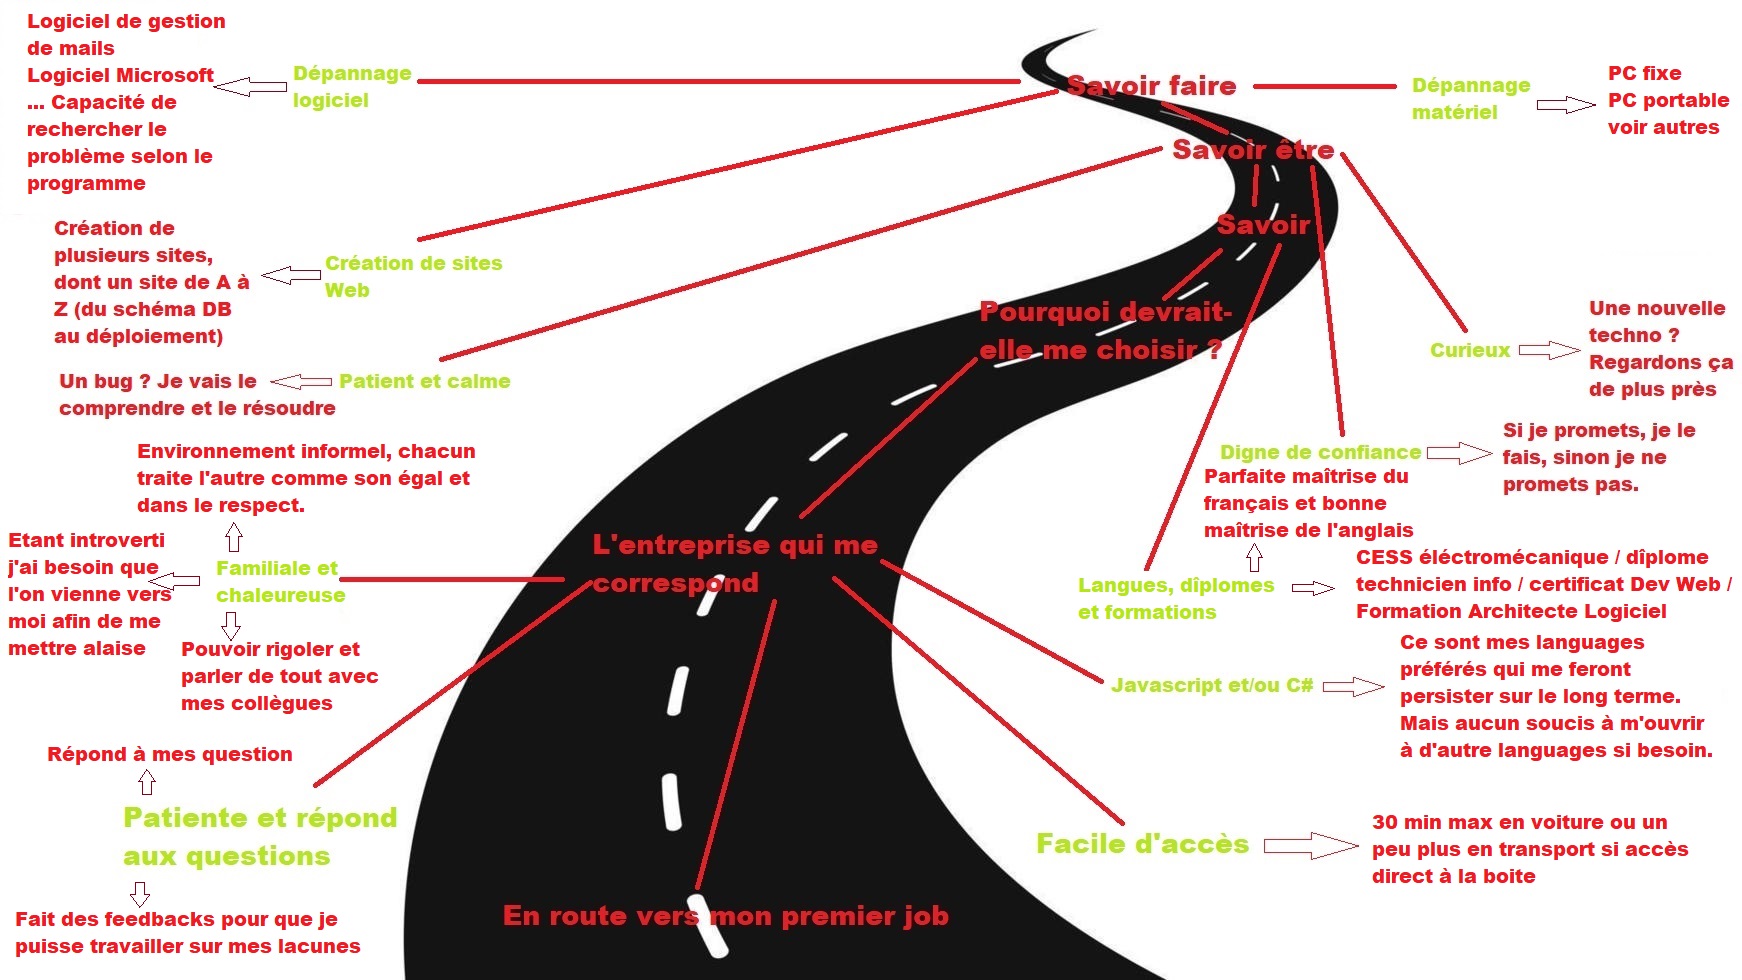 Logiciel de gestion
de mails
Logiciel Microsoft
... Capacité de
rechercher le
problème selon le
programme
Dépannage
logiciel
Savoir faire
Dépannage
matériel
PC fixe
PC portable
voir autres
Savoir être
Savoir
Création de
plusieurs sites,
dont un site de A à
Z (du schéma DB
au déploiement)
Création de sites
Web
Pourquoi devrait-
elle me choisir ?
Curieux
Une nouvelle
techno ?
Regardons ça
de plus près
Un bug ? Je vais le
comprendre et le résoudre
Patient et calme
Digne de confiance
Si je promets, je le
fais, sinon je ne
promets pas.
Environnement informel, chacun
traite l'autre comme son égal et
dans le respect.
Etant introverti
j'ai besoin que
l'on vienne vers
moi afin de me
mettre alaise
Familiale et
chaleureuse
Pouvoir rigoler et
parler de tout avec
mes collègues
L'entreprise qui me
correspond
Parfaite maîtrise du
français et bonne
maîtrise de l'anglais
Langues, dîplomes
et formations
CESS éléctromécanique / dîplome
technicien info / certificat Dev Web /
Formation Architecte Logiciel
Javascript et/ou C#
Ce sont mes languages
préférés qui me feront
persister sur le long terme.
Mais aucun soucis à m'ouvrir
à d'autre languages si besoin.
Répond à mes question
Patiente et répond
aux questions
Fait des feedbacks pour que je
puisse travailler sur mes lacunes
Facile d'accès
30 min max en voiture ou un
peu plus en transport si accès
direct à la boite
En route vers mon premier job